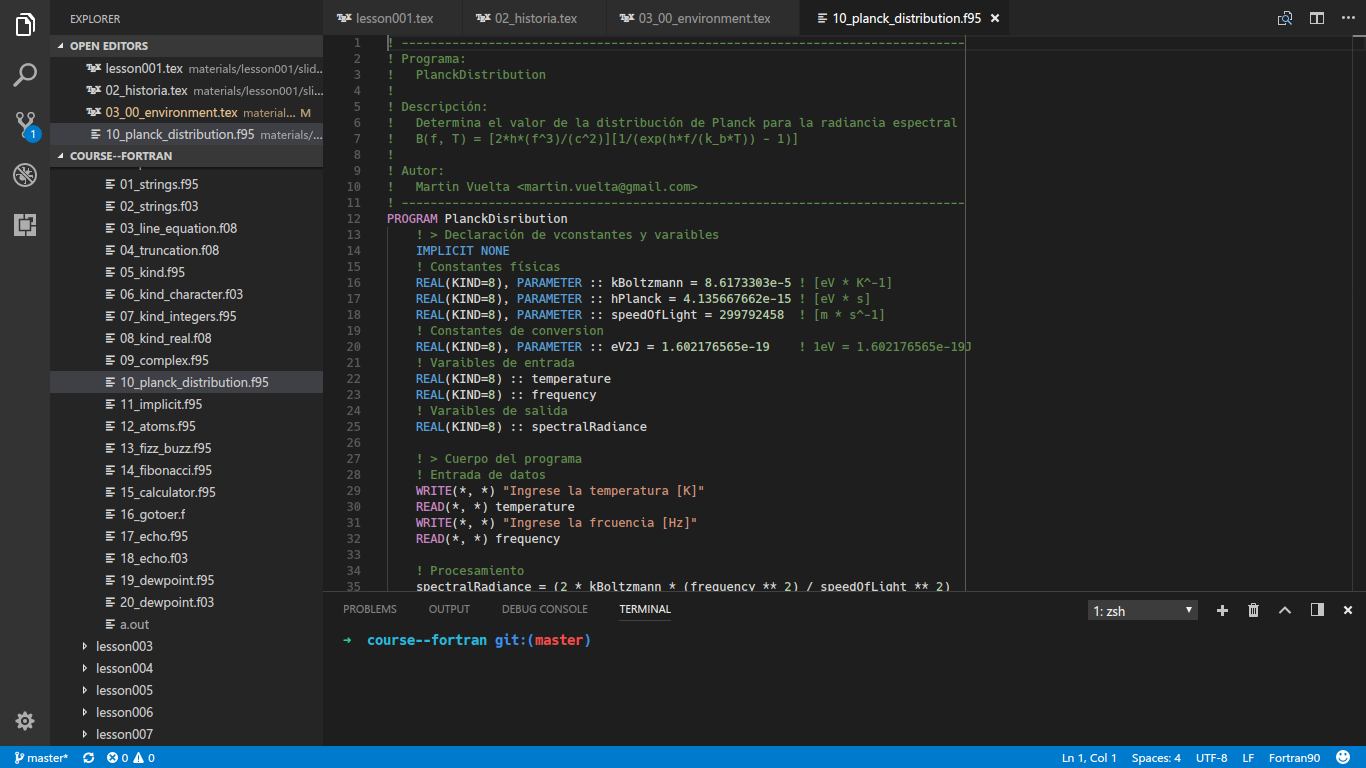 EXPLORER
OPEN EDITORS
lesson001.tex materials/lesson001/slid...
02_historia.tex materials/lesson001/sli...
03_00_environment.tex material... M
10_planck_distribution.f95 materials/...
COURSE--FORTRAN
01_strings.f95
02_strings.f03
03_line_equation.f08
04_truncation.f08
05_kind.f95
06_kind_character.f03
07_kind_integers.f95
08_kind_real.f08
09_complex.f95
10_planck_distribution.f95
11_implicit.f95
12_atoms.f95
13_fizz_buzz.f95
14_fibonacci.f95
15_calculator.f95
16_gotoer.f
17_echo.f95
18_echo.f03
19_dewpoint.f95
20_dewpoint.f03
a.out
lesson003
lesson004
lesson005
lesson006
lesson007
1
lesson001.tex 02_historia.tex 03_00_environment.tex 10_planck_distribution.f95
1 ! ------------------------------------------------------------------------------
2 ! Programa:
3 !   PlanckDistribution
4 !
5 ! Descripción:
6 !   Determina el valor de la distribución de Planck para la radiancia espectral
7 !   B(f, T) = [2*h*(f^3)/(c^2)][1/(exp(h*f/(k_b*T)) - 1)]
8 !
9 ! Autor:
10 !   Martin Vuelta <martin.vuelta@gmail.com>
11 ! ------------------------------------------------------------------------------
12 PROGRAM PlanckDisribution
13     ! > Declaración de vconstantes y varaibles
14     IMPLICIT NONE
15     ! Constantes físicas
16     REAL(KIND=8), PARAMETER :: kBoltzmann = 8.6173303e-5 ! [eV * K^-1]
17     REAL(KIND=8), PARAMETER :: hPlanck = 4.135667662e-15 ! [eV * s]
18     REAL(KIND=8), PARAMETER :: speedOfLight = 299792458  ! [m * s^-1]
19     ! Constantes de conversion
20     REAL(KIND=8), PARAMETER :: eV2J = 1.602176565e-19    ! 1eV = 1.602176565e-19J
21     ! Varaibles de entrada
22     REAL(KIND=8) :: temperature
23     REAL(KIND=8) :: frequency
24     ! Varaibles de salida
25     REAL(KIND=8) :: spectralRadiance
26
27     ! > Cuerpo del programa
28     ! Entrada de datos
29     WRITE(*, *) "Ingrese la temperatura [K]"
30     READ(*, *) temperature
31     WRITE(*, *) "Ingrese la frcuencia [Hz]"
32     READ(*, *) frequency
33
34     ! Procesamiento
35     spectralRadiance = (2 * kBoltzmann * (frequency ** 2) / speedOfLight ** 2)
PROBLEMS OUTPUT DEBUG CONSOLE TERMINAL 1: zsh
➜ course--fortran git:(master)
master* 0 0 Ln 1, Col 1 Spaces: 4 UTF-8 LF Fortran90